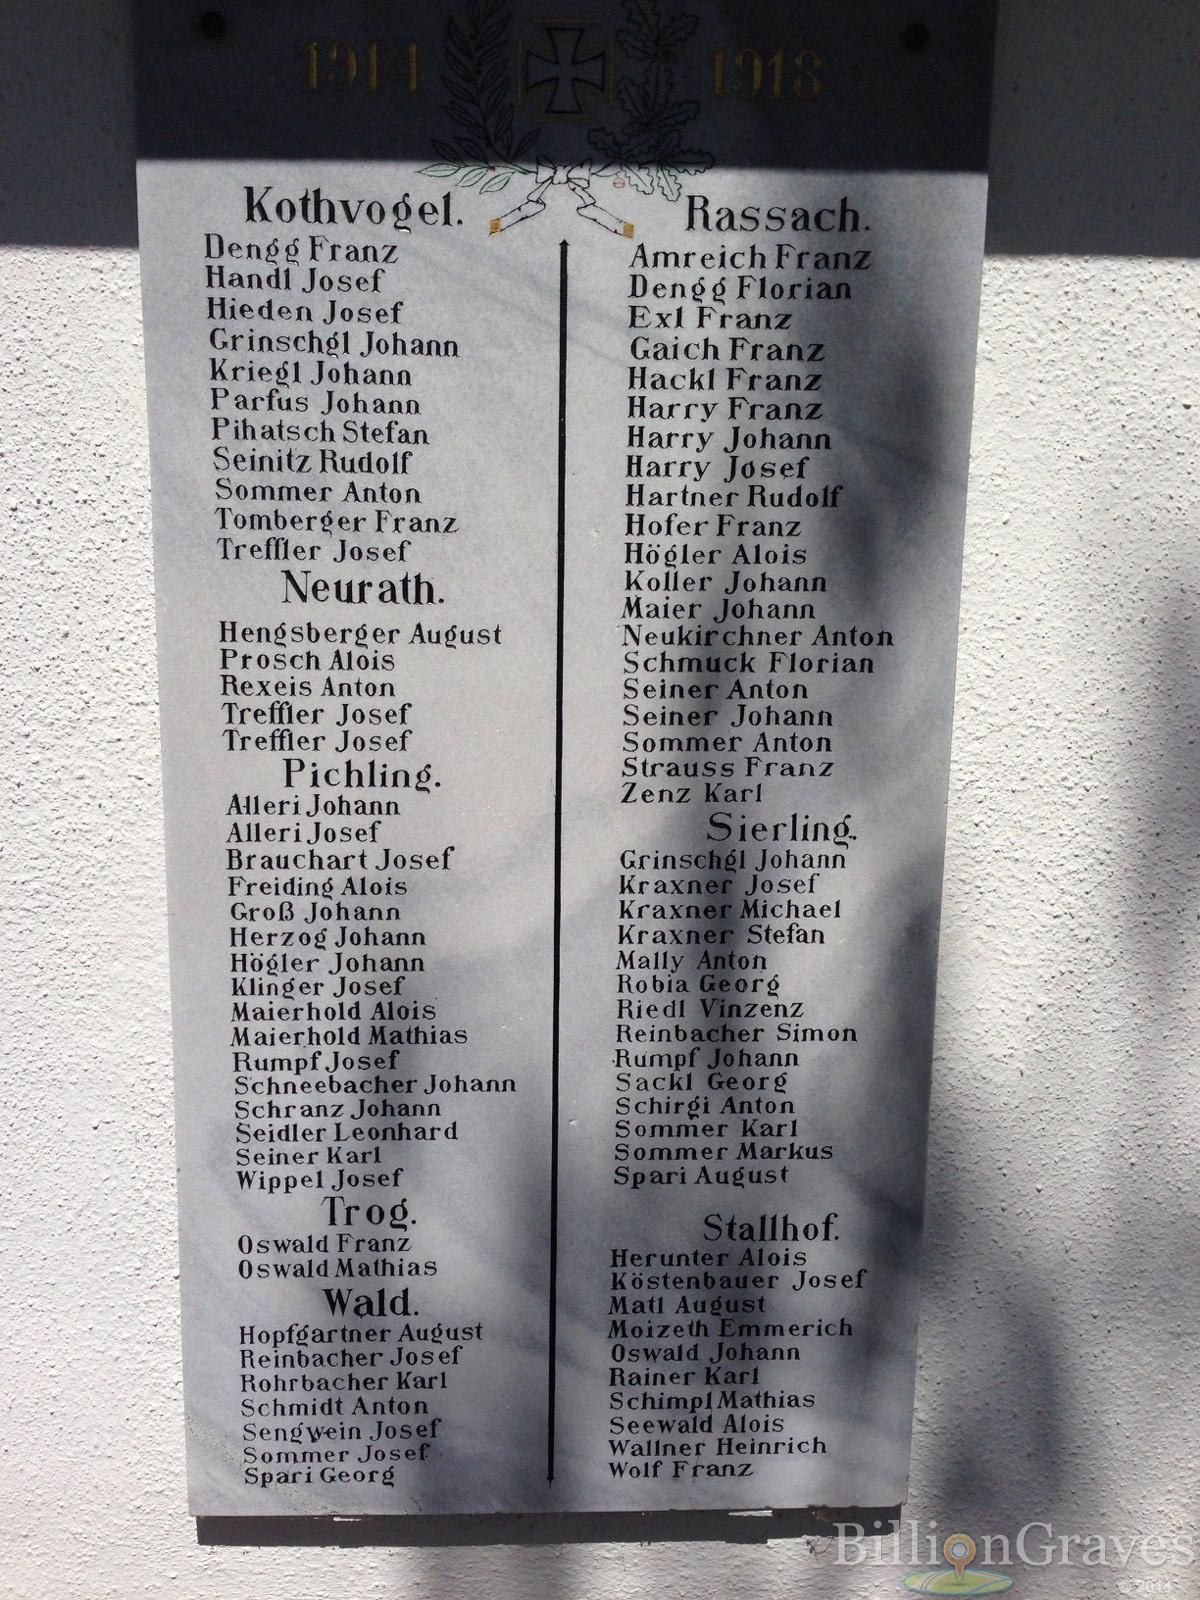 1914 1918
Kothvogel.
Dengg Franz
Handl Josef
Hieden Josef
Grinschgl Johann
Kriegl Johann
Parfus Johann
Pihatsch Stefan
Seinitz Rudolf
Sommer Anton
Tomberger Franz
Treffler Josef
Neurath.
Hengsberger August
Prosch Alois
Rexeis Anton
Treffler Josef
Treffler Josef
Pichling.
Alleri Johann
Alleri Josef
Brauchart Josef
Freiding Alois
Groß Johann
Herzog Johann
Högler Johann
Klinger Josef
Maierhold Alois
Maierhold Mathias
Rumpf Josef
Schneebacher Johann
Schranz Johann
Seidler Leonhard
Seiner Karl
Wippel Josef
Trog.
Oswald Franz
Oswald Mathias
Wald.
Hopfgartner August
Reinbacher Josef
Rohrbacher Karl
Schmidt Anton
Sengwein Josef
Sommer Josef
Spari Georg
Rassach.
Amreich Franz
Dengg Florian
Exl Franz
Gaich Franz
Hackl Franz
Harry Franz
Harry Johann
Harry Josef
Hartner Rudolf
Hofer Franz
Högler Alois
Koller Johann
Maier Johann
Neukirchner Anton
Schmuck Florian
Seiner Anton
Seiner Johann
Sommer Anton
Strauss Franz
Zenz Karl
Sierling.
Grinschgl Johann
Kraxner Josef
Kraxner Michael
Kraxner Stefan
Mally Anton
Robia Georg
Riedl Vinzenz
Reinbacher Simon
Rumpf Johann
Sackl Georg
Schirgi Anton
Sommer Karl
Sommer Markus
Spari August
Stallhof.
Herunter Alois
Köstenbauer Josef
Matl August
Moizeth Emmerich
Oswald Johann
Rainer Karl
Schimpl Mathias
Seewald Alois
Wallner Heinrich
Wolf Franz
BillionGraves
© 2014